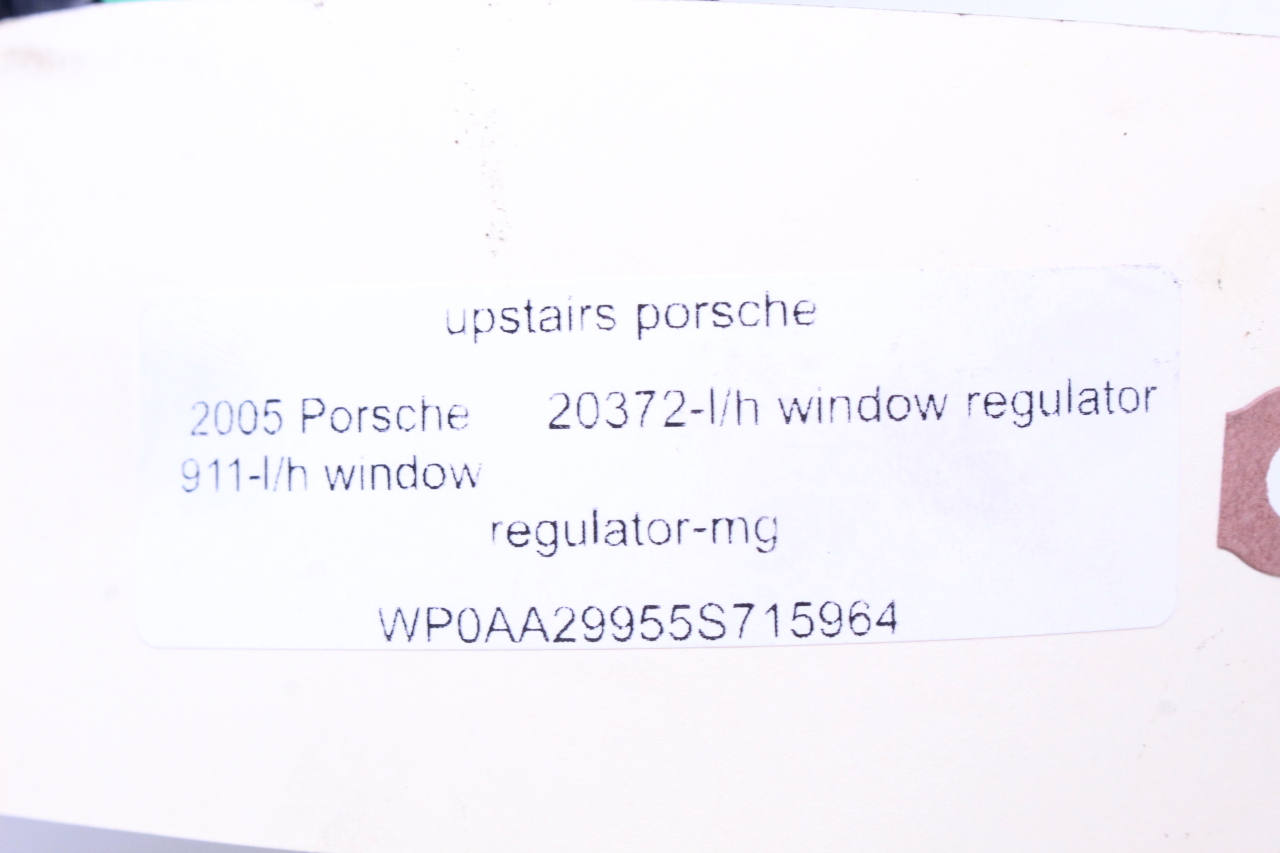 upstairs porsche
2005 Porsche 20372-l/h window regulator
911-l/h window
regulator-mg
WP0AA29955S715964